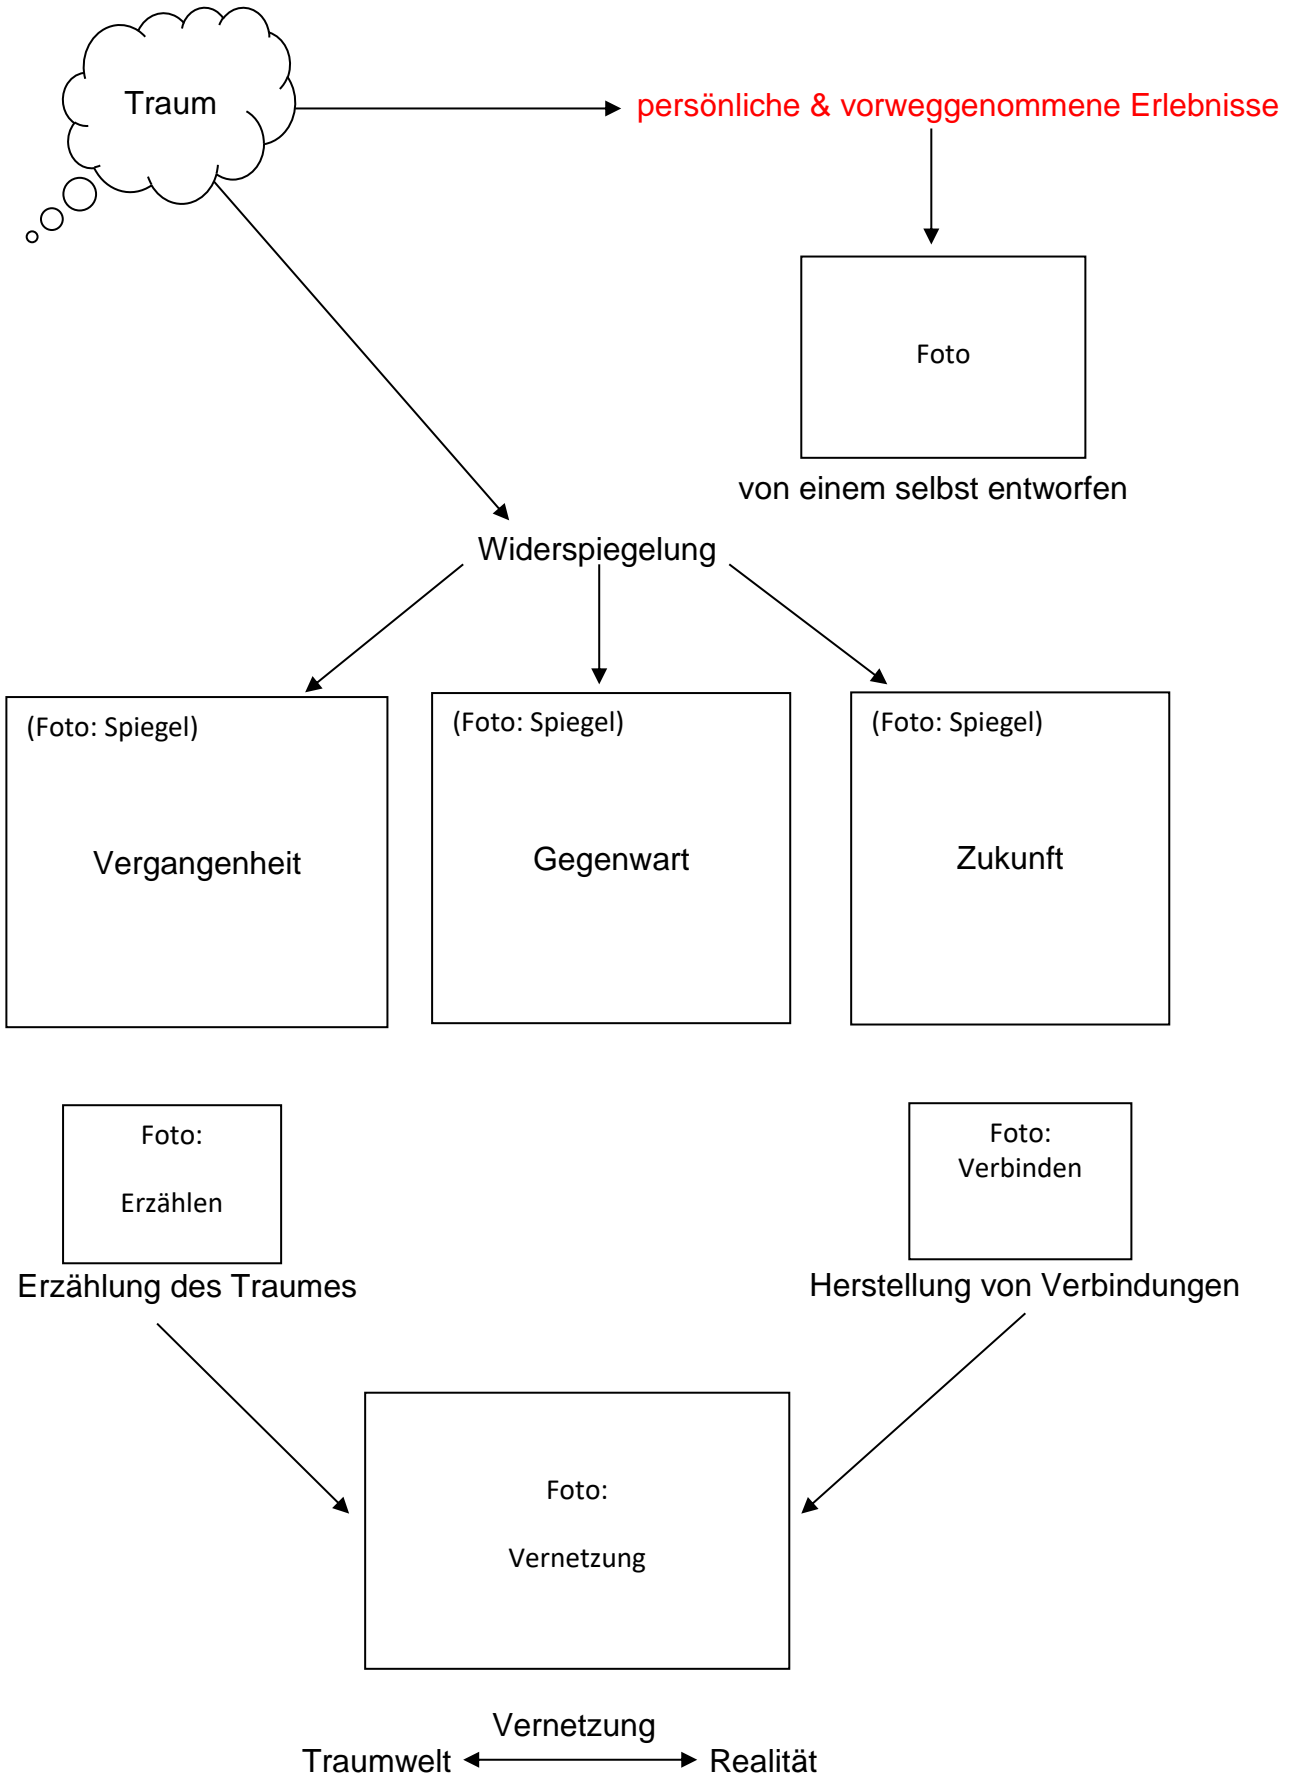 Traum
persönliche & vorweggenommene Erlebnisse
Foto
von einem selbst entworfen
Widerspiegelung
(Foto: Spiegel)
Vergangenheit
(Foto: Spiegel)
Gegenwart
(Foto: Spiegel)
Zukunft
Foto:
Erzählen
Erzählung des Traumes
Foto:
Verbinden
Herstellung von Verbindungen
Foto:
Vernetzung
Vernetzung
Traumwelt Realität